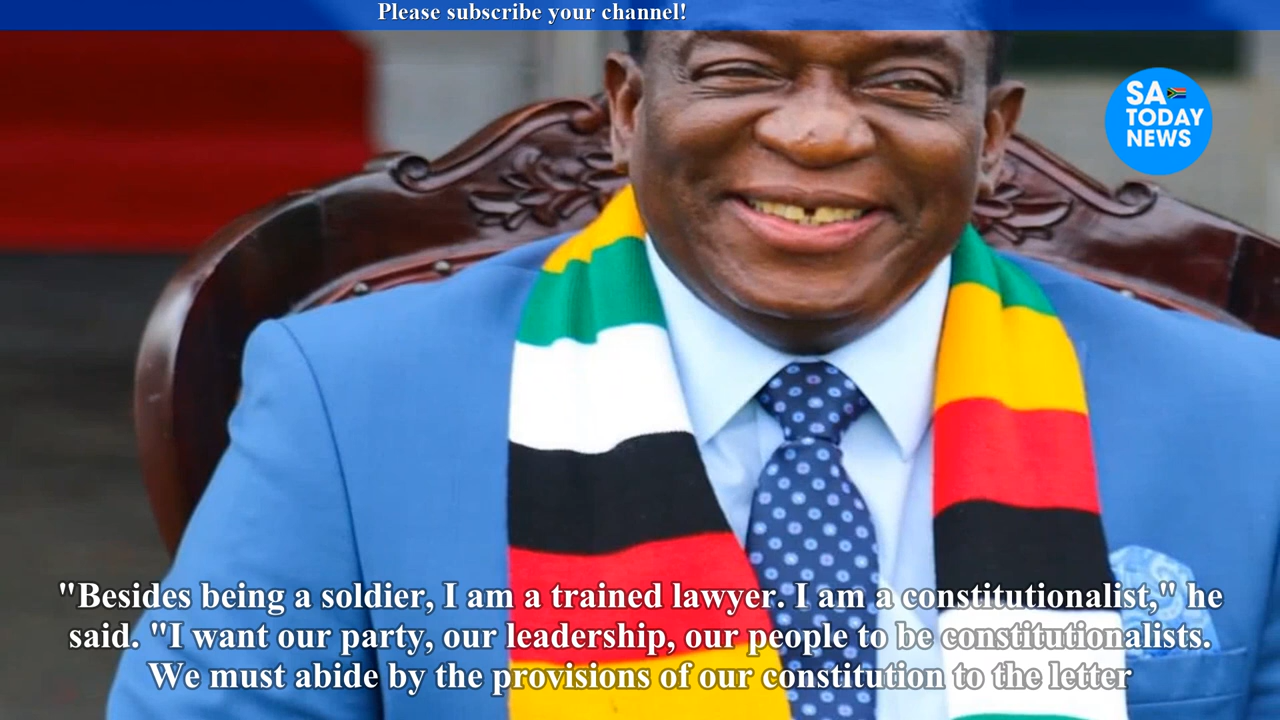 Please subscribe your channel!
SA
TODAY
NEWS
"Besides being a soldier, I am a trained lawyer. I am a constitutionalist," he
said. "I want our party, our leadership, our people to be constitutionalists.
We must abide by the provisions of our constitution to the letter